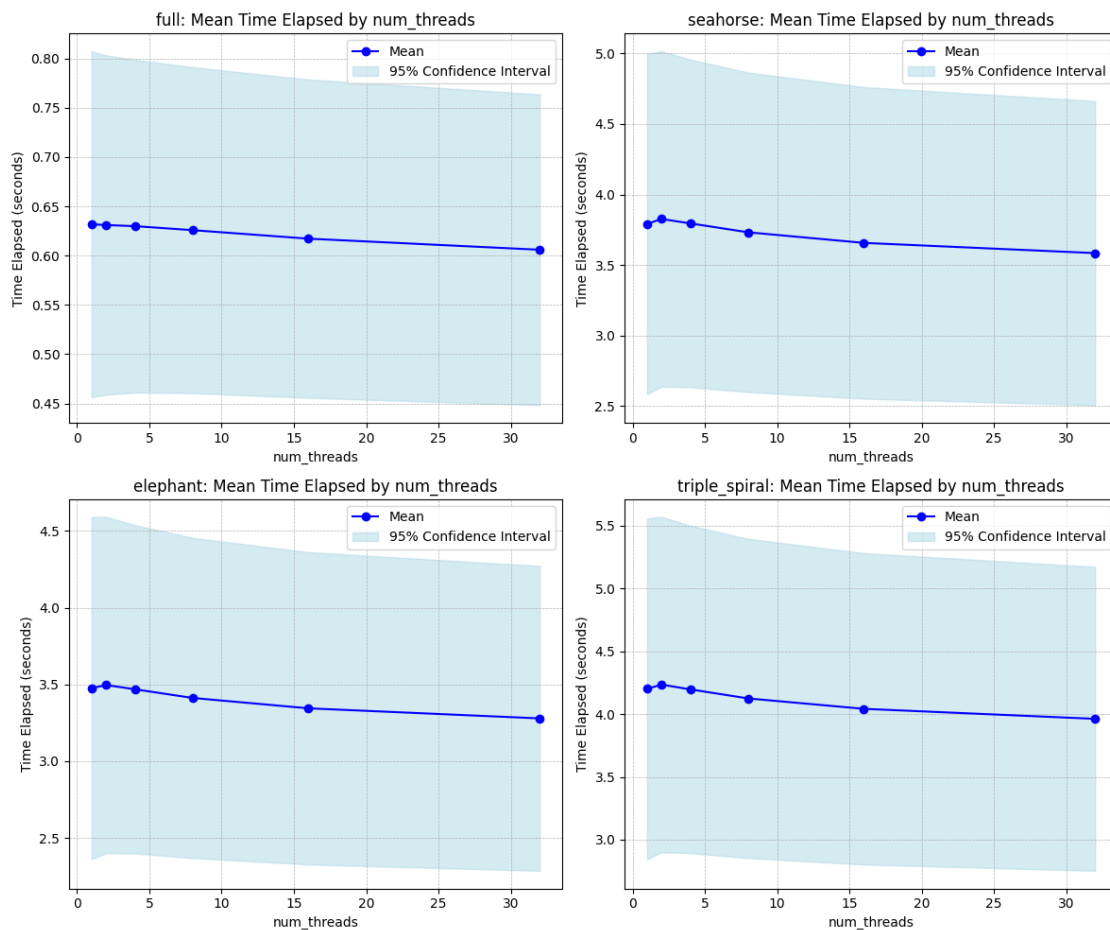 full: Mean Time Elapsed by num_threads
Mean
95% Confidence Interval
0.80
0.75
0.70
0.65
0.60
0.55
0.50
0.45
Time Elapsed (seconds)
0 5 10 15 20 25 30
num_threads
seahorse: Mean Time Elapsed by num_threads
Mean
95% Confidence Interval
5.0
4.5
4.0
3.5
3.0
2.5
Time Elapsed (seconds)
0 5 10 15 20 25 30
num_threads
elephant: Mean Time Elapsed by num_threads
Mean
95% Confidence Interval
4.5
4.0
3.5
3.0
2.5
Time Elapsed (seconds)
0 5 10 15 20 25 30
num_threads
triple_spiral: Mean Time Elapsed by num_threads
Mean
95% Confidence Interval
5.5
5.0
4.5
4.0
3.5
3.0
Time Elapsed (seconds)
0 5 10 15 20 25 30
num_threads